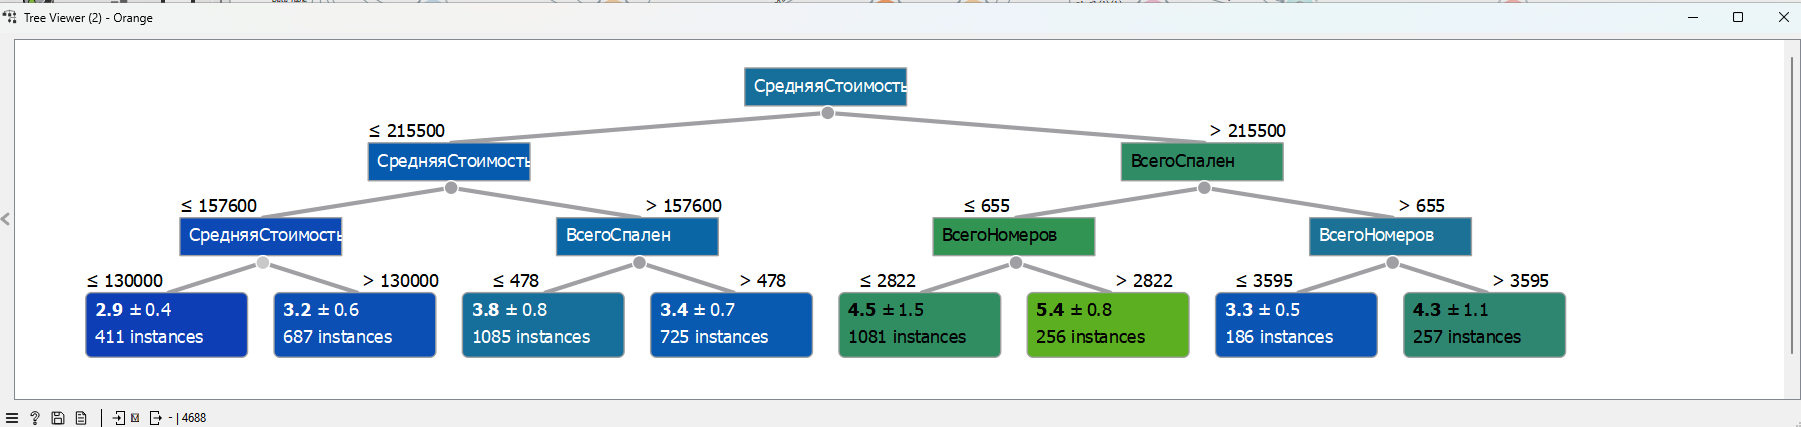 Tree Viewer (2) - Orange
СредняяСтоимость
≤ 215500
> 215500
СредняяСтоимость
ВсегоСпален
≤ 157600
> 157600
≤ 655
> 655
СредняяСтоимость
ВсегоСпален
ВсегоНомеров
ВсегоНомеров
≤ 130000
> 130000
≤ 478
> 478
≤ 2822
> 2822
≤ 3595
> 3595
2.9 ± 0.4
411 instances
3.2 ± 0.6
687 instances
3.8 ± 0.8
1085 instances
3.4 ± 0.7
725 instances
4.5 ± 1.5
1081 instances
5.4 ± 0.8
256 instances
3.3 ± 0.5
186 instances
4.3 ± 1.1
257 instances
- | 4688